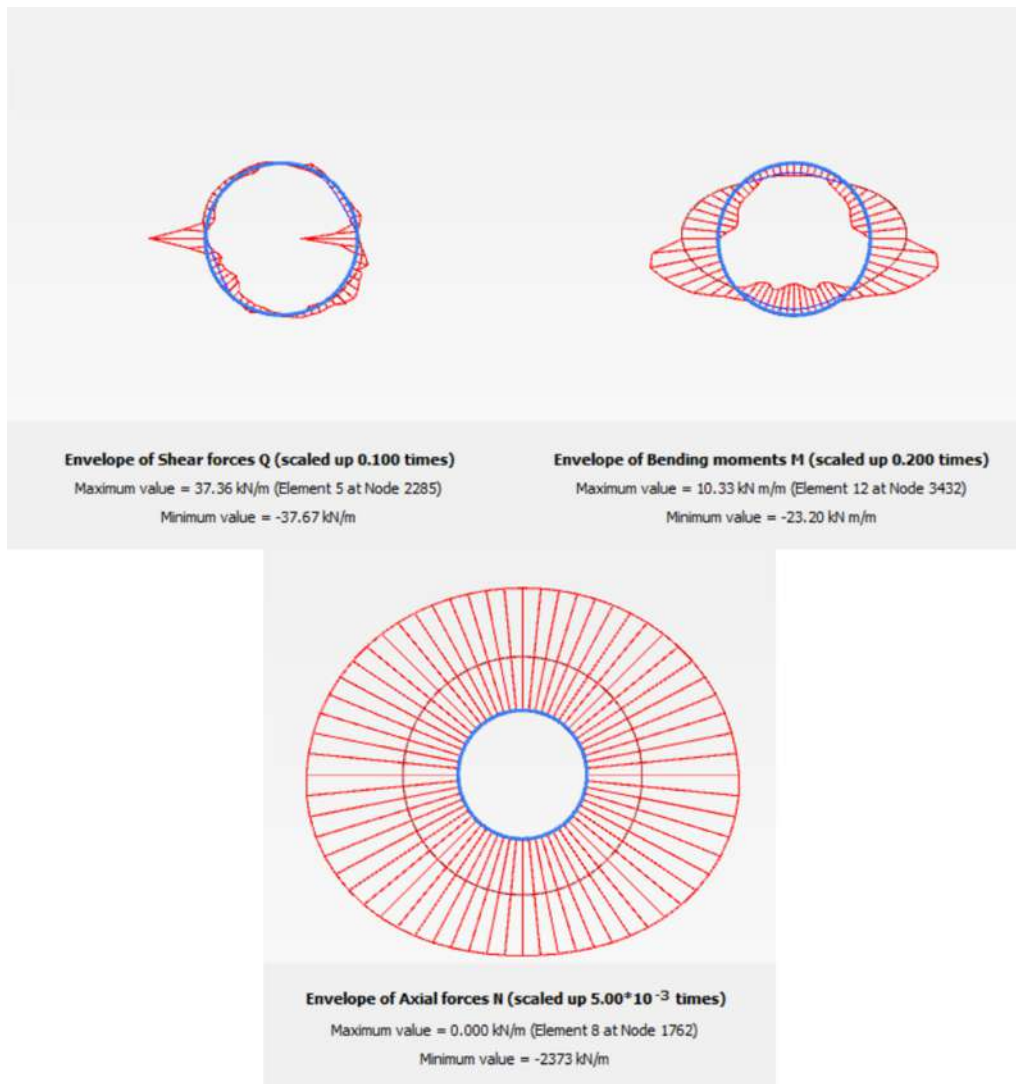 Envelope of Shear forces Q (scaled up 0.100 times)
Maximum value = 37.36 kN/m (Element 5 at Node 2285)
Minimum value = -37.67 kN/m
Envelope of Bending moments M (scaled up 0.200 times)
Maximum value = 10.33 kN m/m (Element 12 at Node 3432)
Minimum value = -23.20 kN m/m
Envelope of Axial forces N (scaled up 5.00*10⁻³ times)
Maximum value = 0.000 kN/m (Element 8 at Node 1762)
Minimum value = -2373 kN/m